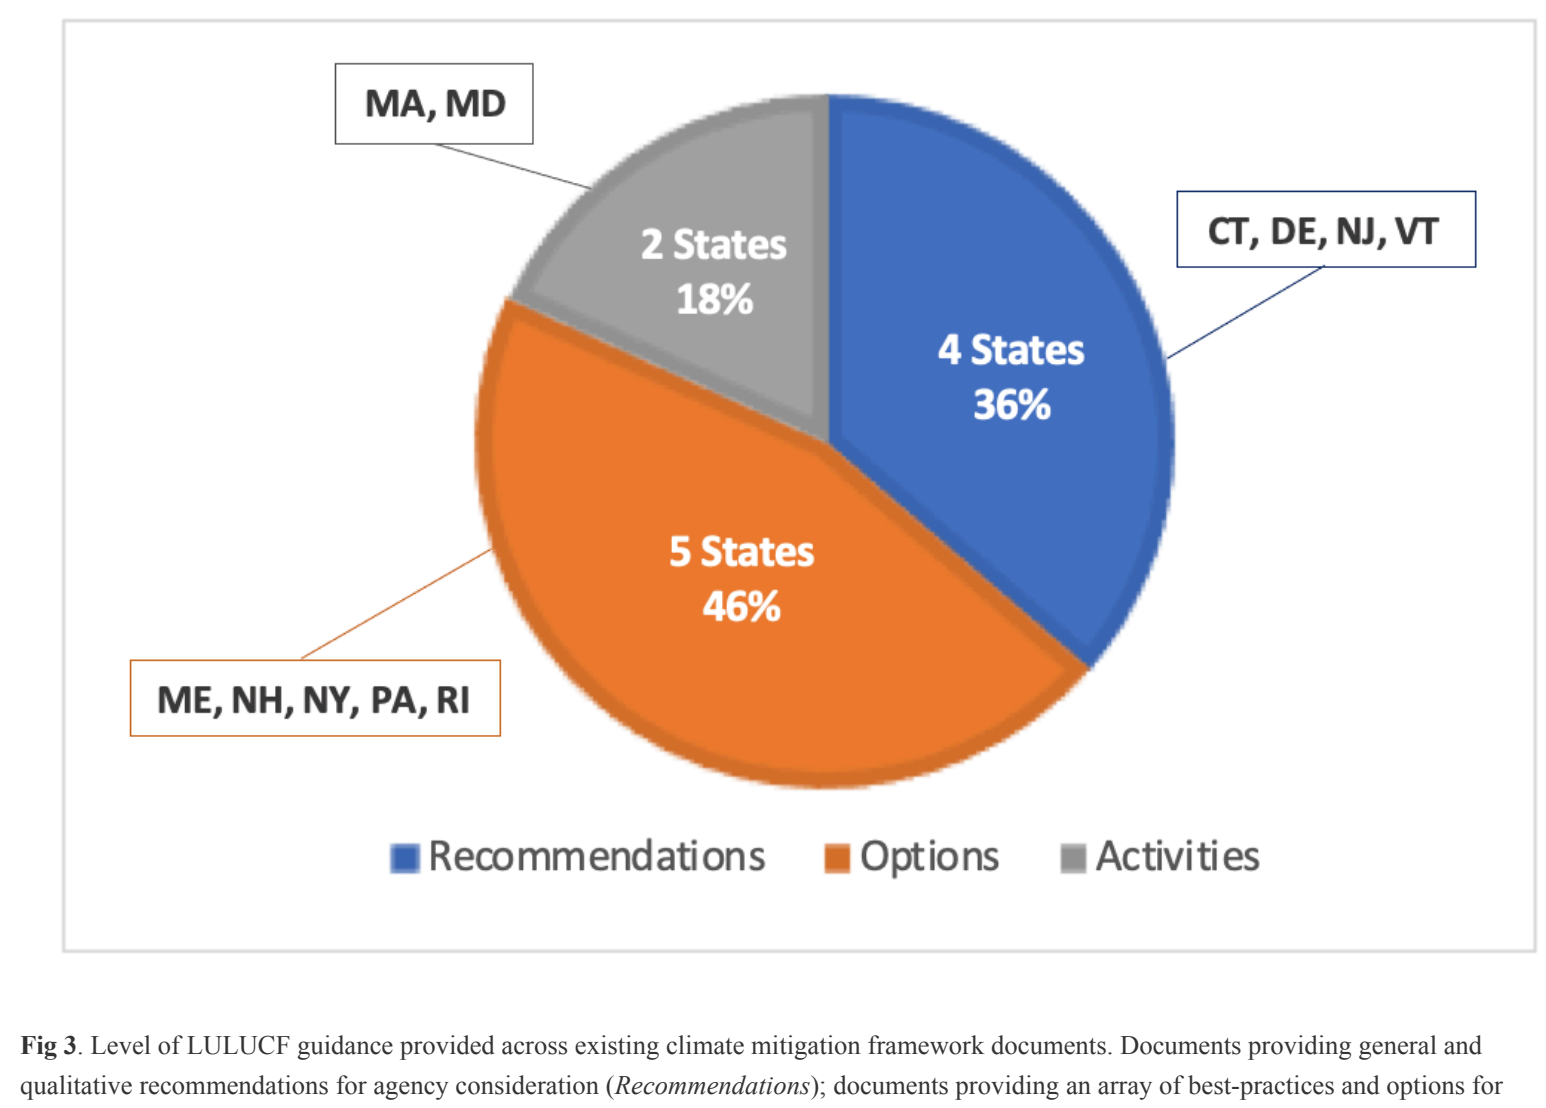 MA, MD
CT, DE, NJ, VT
2 States
18%
4 States
36%
5 States
46%
ME, NH, NY, PA, RI
Recommendations Options Activities
Fig 3. Level of LULUCF guidance provided across existing climate mitigation framework documents. Documents providing general and
qualitative recommendations for agency consideration (Recommendations); documents providing an array of best-practices and options for